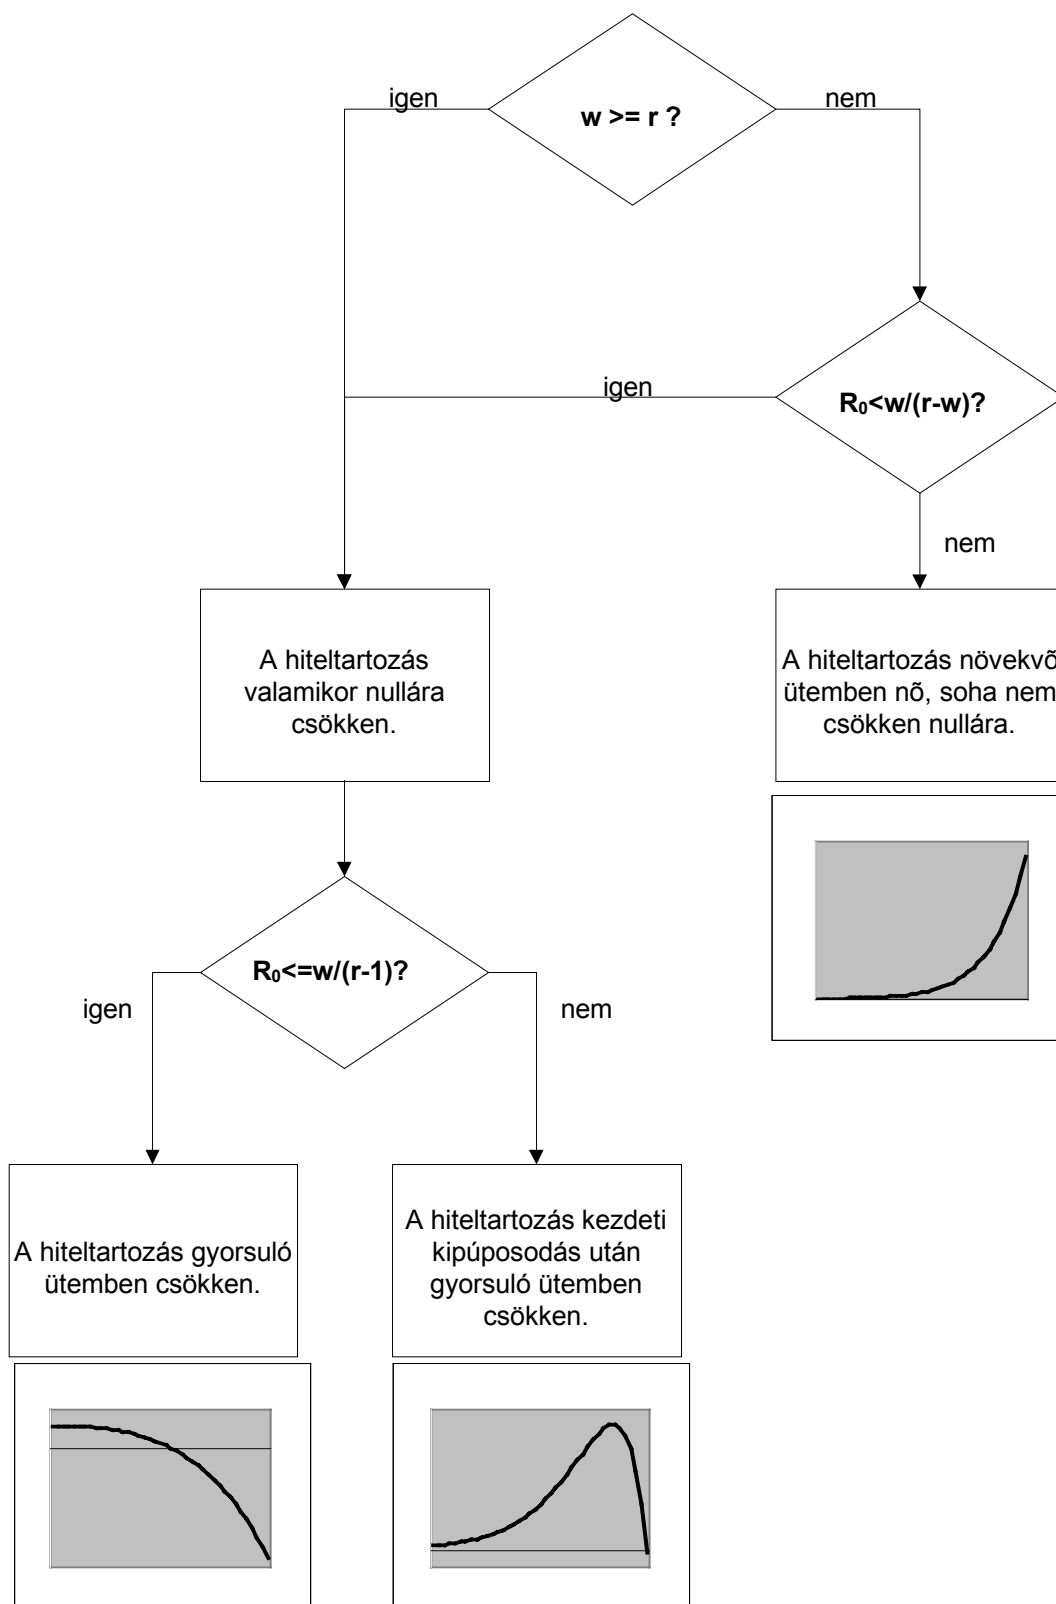 igen
w >= r ?
nem
igen
R₀<w/(r-w)?
nem
A hiteltartozás
valamikor nullára
csökken.
A hiteltartozás növekvõ
ütemben nõ, soha nem
csökken nullára.
R₀<=w/(r-1)?
igen
nem
A hiteltartozás gyorsuló
ütemben csökken.
A hiteltartozás kezdeti
kipúposodás után
gyorsuló ütemben
csökken.